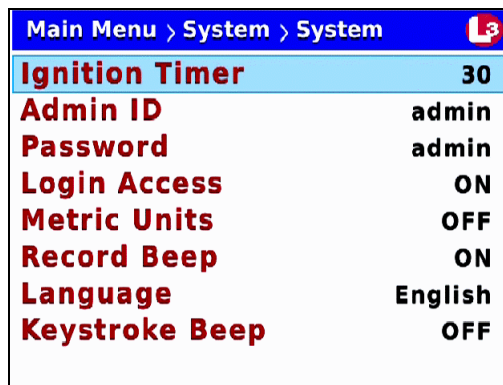 Main Menu > System > System L3
Ignition Timer 30
Admin ID admin
Password admin
Login Access ON
Metric Units OFF
Record Beep ON
Language English
Keystroke Beep OFF